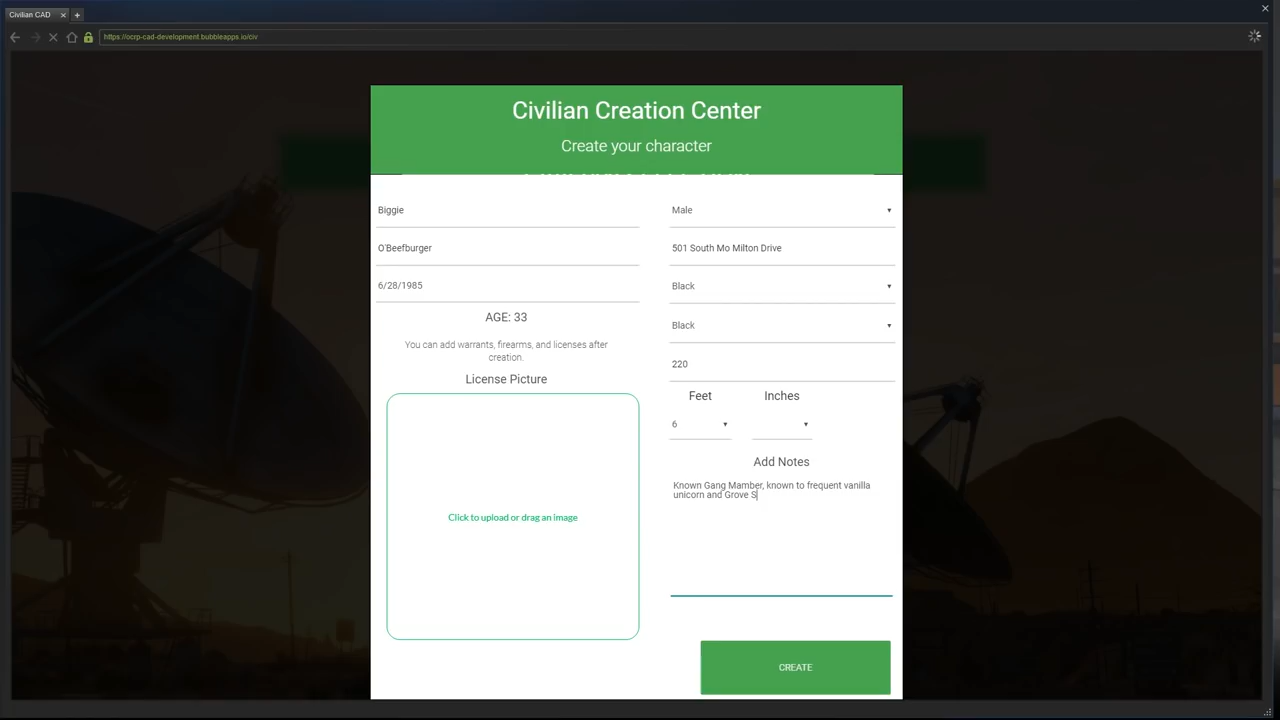 Civilian CAD
https://ocrp-cad-development.bubbleapps.io/civ
Civilian Creation Center
Create your character
Biggie
O'Beefburger
6/28/1985
AGE: 33
You can add warrants, firearms, and licenses after
creation.
License Picture
Click to upload or drag an image
Male
501 South Mo Milton Drive
Black
Black
220
Feet
Inches
6
Add Notes
Known Gang Mamber, known to frequent vanilla
unicorn and Grove S
CREATE